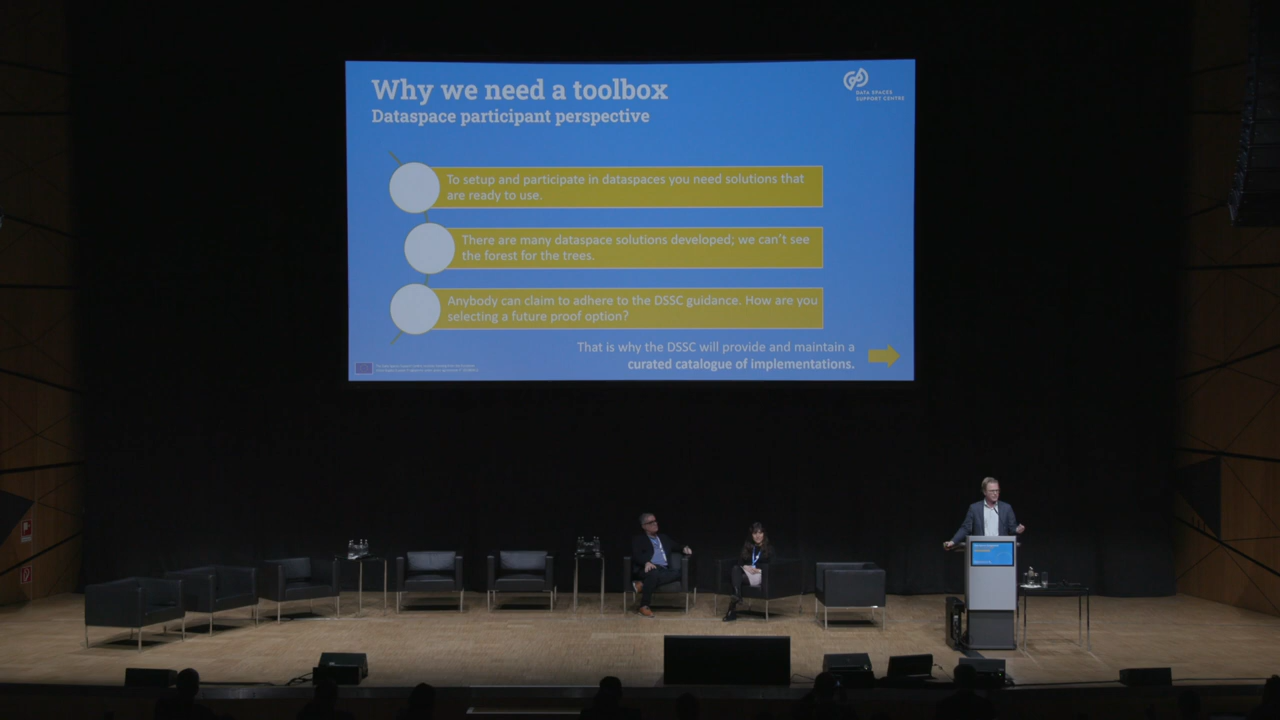 Why we need a toolbox
Dataspace participant perspective
DATA SPACES
SUPPORT CENTRE
To setup and participate in dataspaces you need solutions that
are ready to use.
There are many dataspace solutions developed; we can't see
the forest for the trees.
Anybody can claim to adhere to the DSSC guidance. How are you
selecting a future proof option?
That is why the DSSC will provide and maintain a
curated catalogue of implementations.